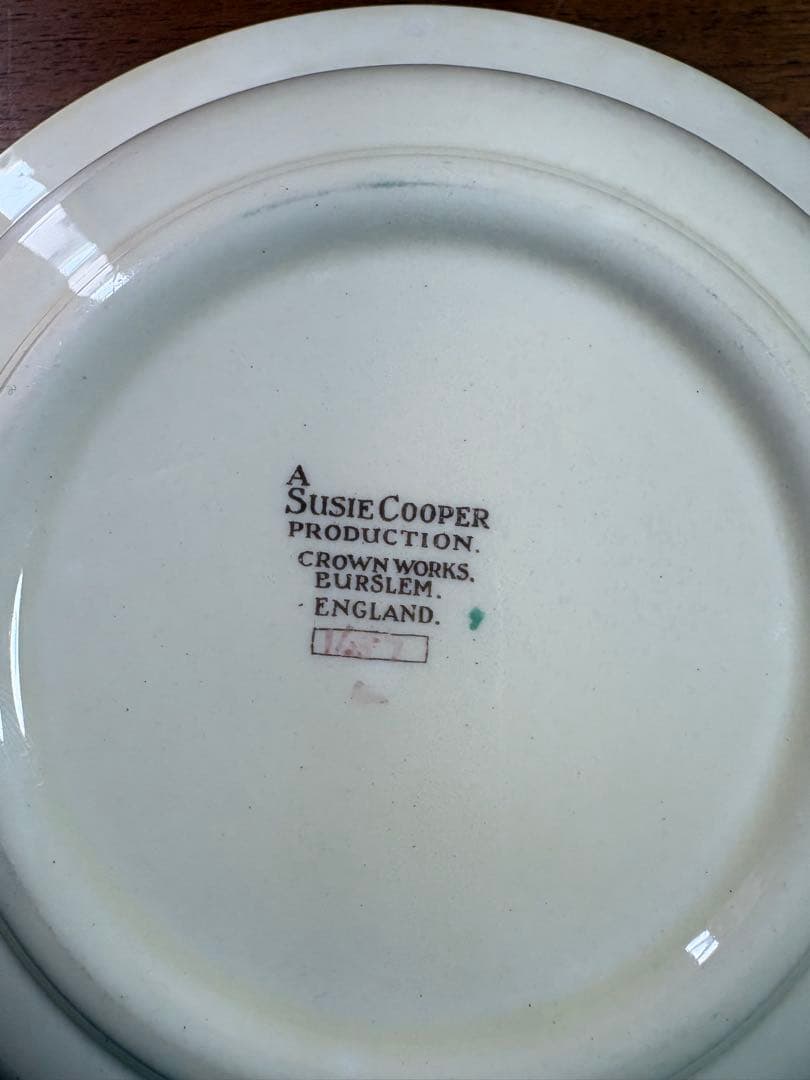 A
SUSIE COOPER
PRODUCTION.
CROWN WORKS.
BURSLEM.
ENGLAND.